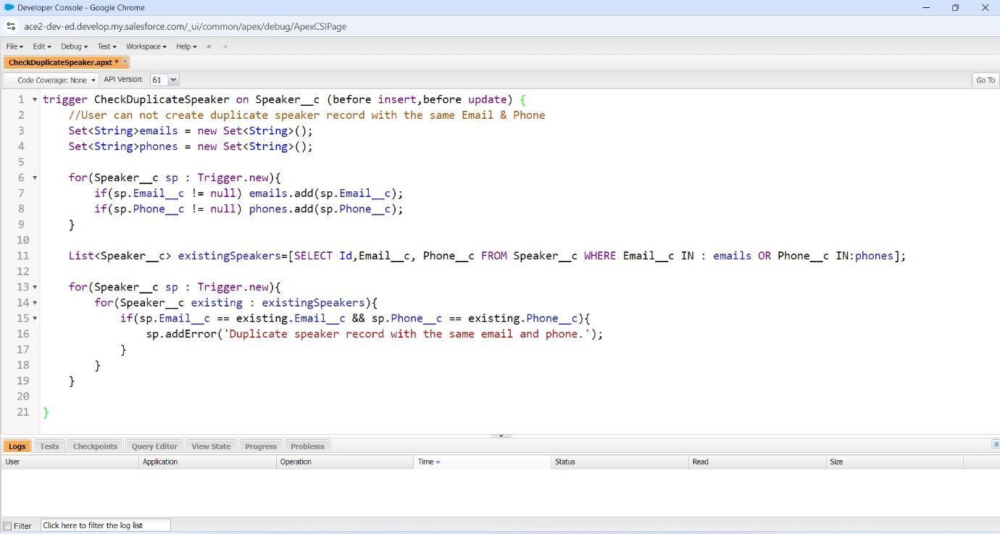 Developer Console - Google Chrome
ace2-dev-ed.develop.my.salesforce.com/_ui/common/apex/debug/ApexCSIPage
File Edit Debug Test Workspace Help < >
CheckDuplicateSpeaker.apxt *
Code Coverage: None API Version: 61 Go To
1 trigger CheckDuplicateSpeaker on Speaker__c (before insert,before update) {
2 //User can not create duplicate speaker record with the same Email & Phone
3 Set<String>emails = new Set<String>();
4 Set<String>phones = new Set<String>();
5
6 for(Speaker__c sp : Trigger.new){
7 if(sp.Email__c != null) emails.add(sp.Email__c);
8 if(sp.Phone__c != null) phones.add(sp.Phone__c);
9 }
10
11 List<Speaker__c> existingSpeakers=[SELECT Id,Email__c, Phone__c FROM Speaker__c WHERE Email__c IN : emails OR Phone__c IN:phones];
12
13 for(Speaker__c sp : Trigger.new){
14 for(Speaker__c existing : existingSpeakers){
15 if(sp.Email__c == existing.Email__c && sp.Phone__c == existing.Phone__c){
16 sp.addError('Duplicate speaker record with the same email and phone.');
17 }
18 }
19 }
20
21 }
Logs Tests Checkpoints Query Editor View State Progress Problems
User Application Operation Time Status Read Size
Filter Click here to filter the log list